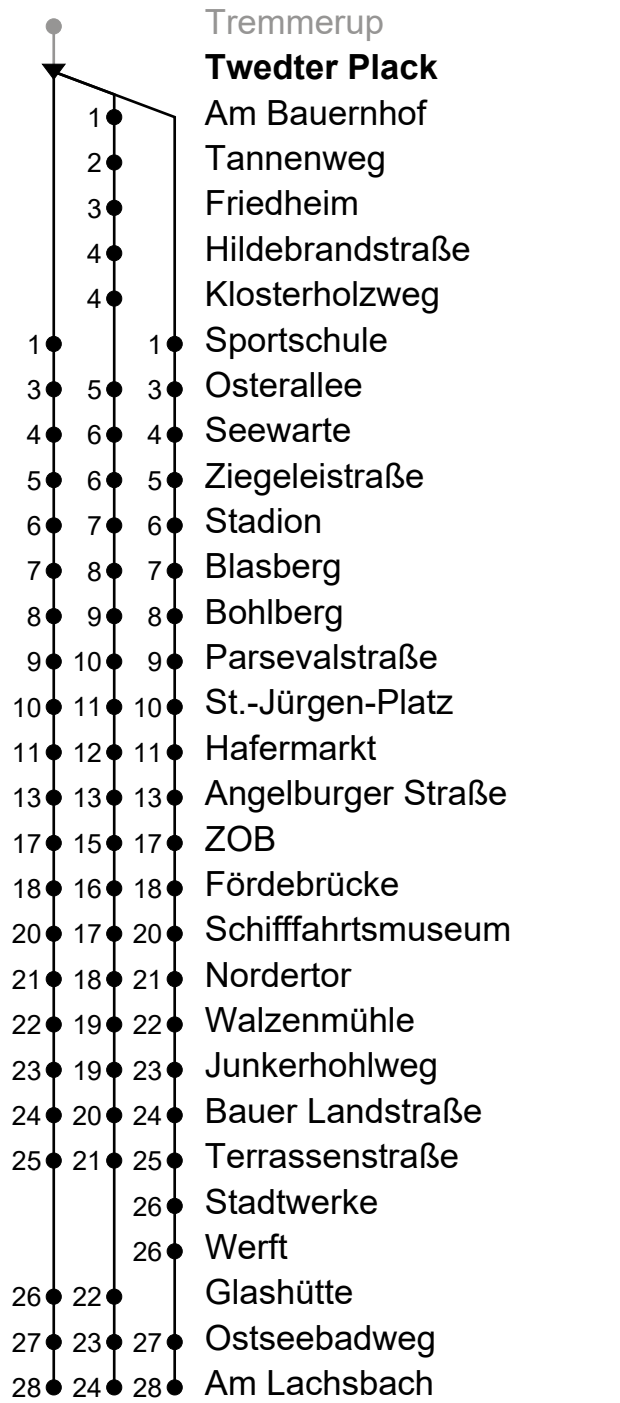 Tremmerup
Twedter Plack
1 Am Bauernhof
2 Tannenweg
3 Friedheim
4 Hildebrandstraße
4 Klosterholzweg
1 1 Sportschule
3 5 3 Osterallee
4 6 4 Seewarte
5 6 5 Ziegeleistraße
6 7 6 Stadion
7 8 7 Blasberg
8 9 8 Bohlberg
9 10 9 Parsevalstraße
10 11 10 St.-Jürgen-Platz
11 12 11 Hafermarkt
13 13 13 Angelburger Straße
17 15 17 ZOB
18 16 18 Fördebrücke
20 17 20 Schifffahrtsmuseum
21 18 21 Nordertor
22 19 22 Walzenmühle
23 19 23 Junkerhohlweg
24 20 24 Bauer Landstraße
25 21 25 Terrassenstraße
26 Stadtwerke
26 Werft
26 22 Glashütte
27 23 27 Ostseebadweg
28 24 28 Am Lachsbach